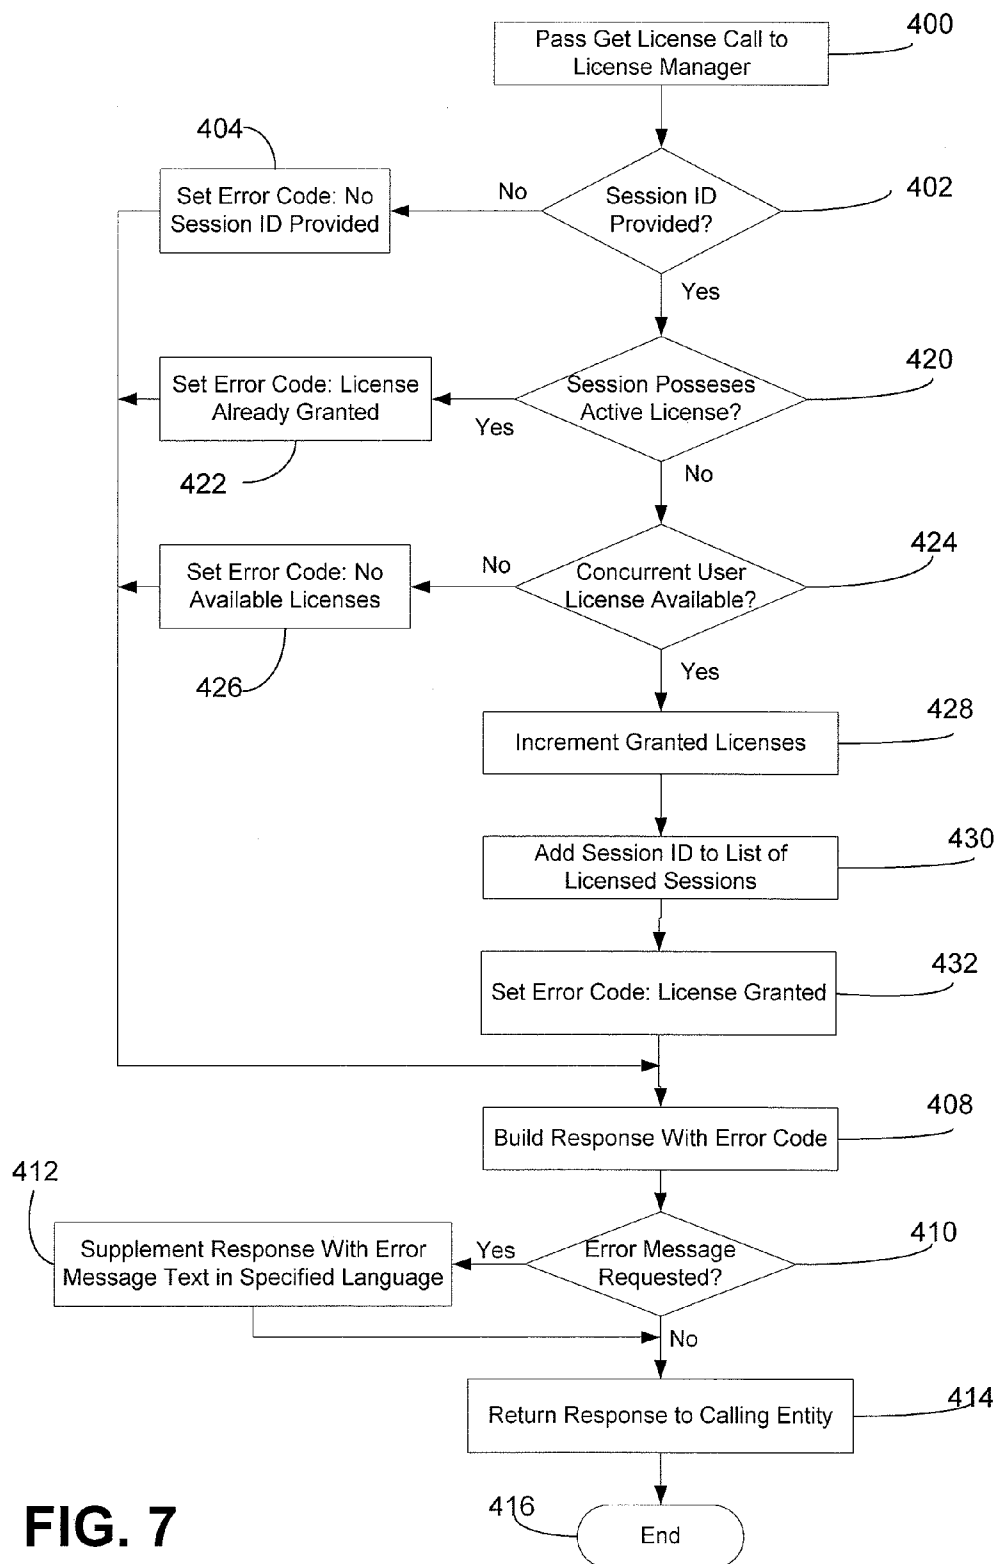 Pass Get License Call to
License Manager
400
404
Set Error Code: No
Session ID Provided
No
Session ID
Provided?
402
Yes
Set Error Code: License
Already Granted
Yes
Session Posseses
Active License?
420
422
No
Set Error Code: No
Available Licenses
No
Concurrent User
License Available?
424
426
Yes
Increment Granted Licenses
428
Add Session ID to List of
Licensed Sessions
430
Set Error Code: License Granted
432
Build Response With Error Code
408
412
Supplement Response With Error
Message Text in Specified Language
Yes
Error Message
Requested?
410
No
Return Response to Calling Entity
414
416
End
FIG. 7